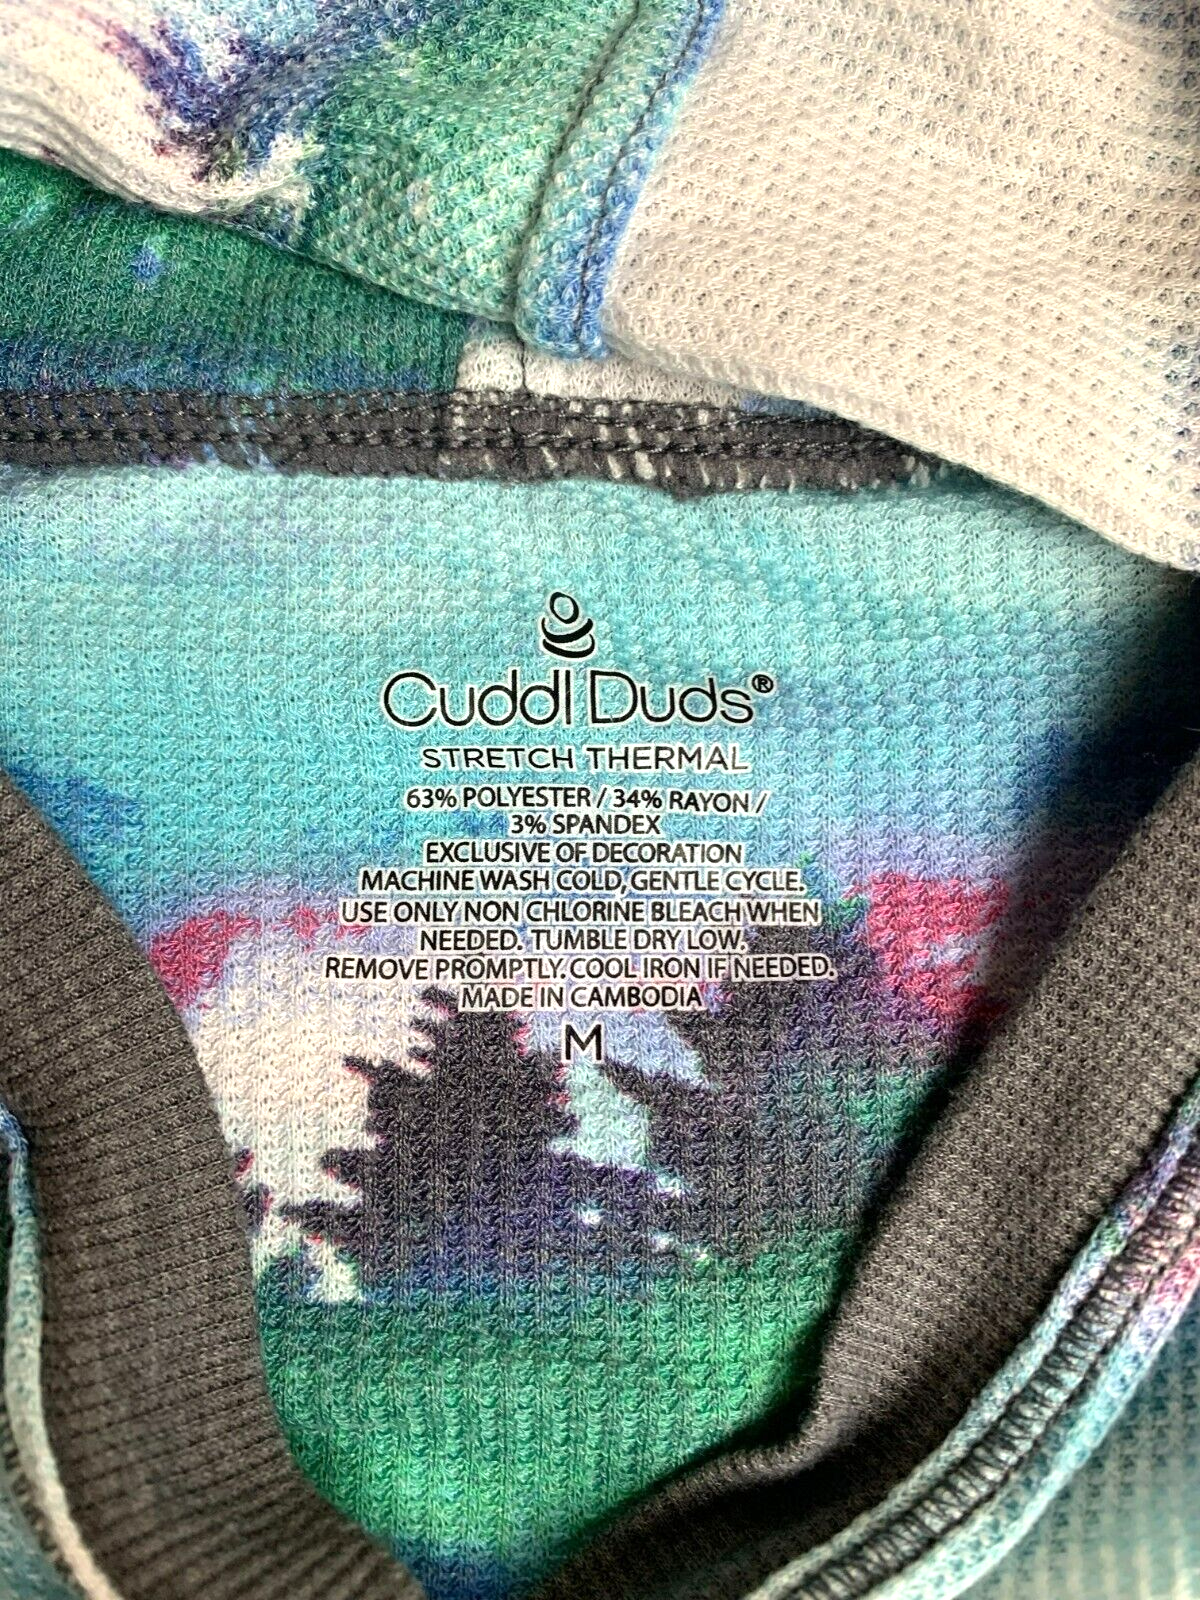 Cuddl Duds®
STRETCH THERMAL
63% POLYESTER / 34% RAYON /
3% SPANDEX
EXCLUSIVE OF DECORATION
MACHINE WASH COLD, GENTLE CYCLE.
USE ONLY NON CHLORINE BLEACH WHEN
NEEDED. TUMBLE DRY LOW.
REMOVE PROMPTLY. COOL IRON IF NEEDED.
MADE IN CAMBODIA
M